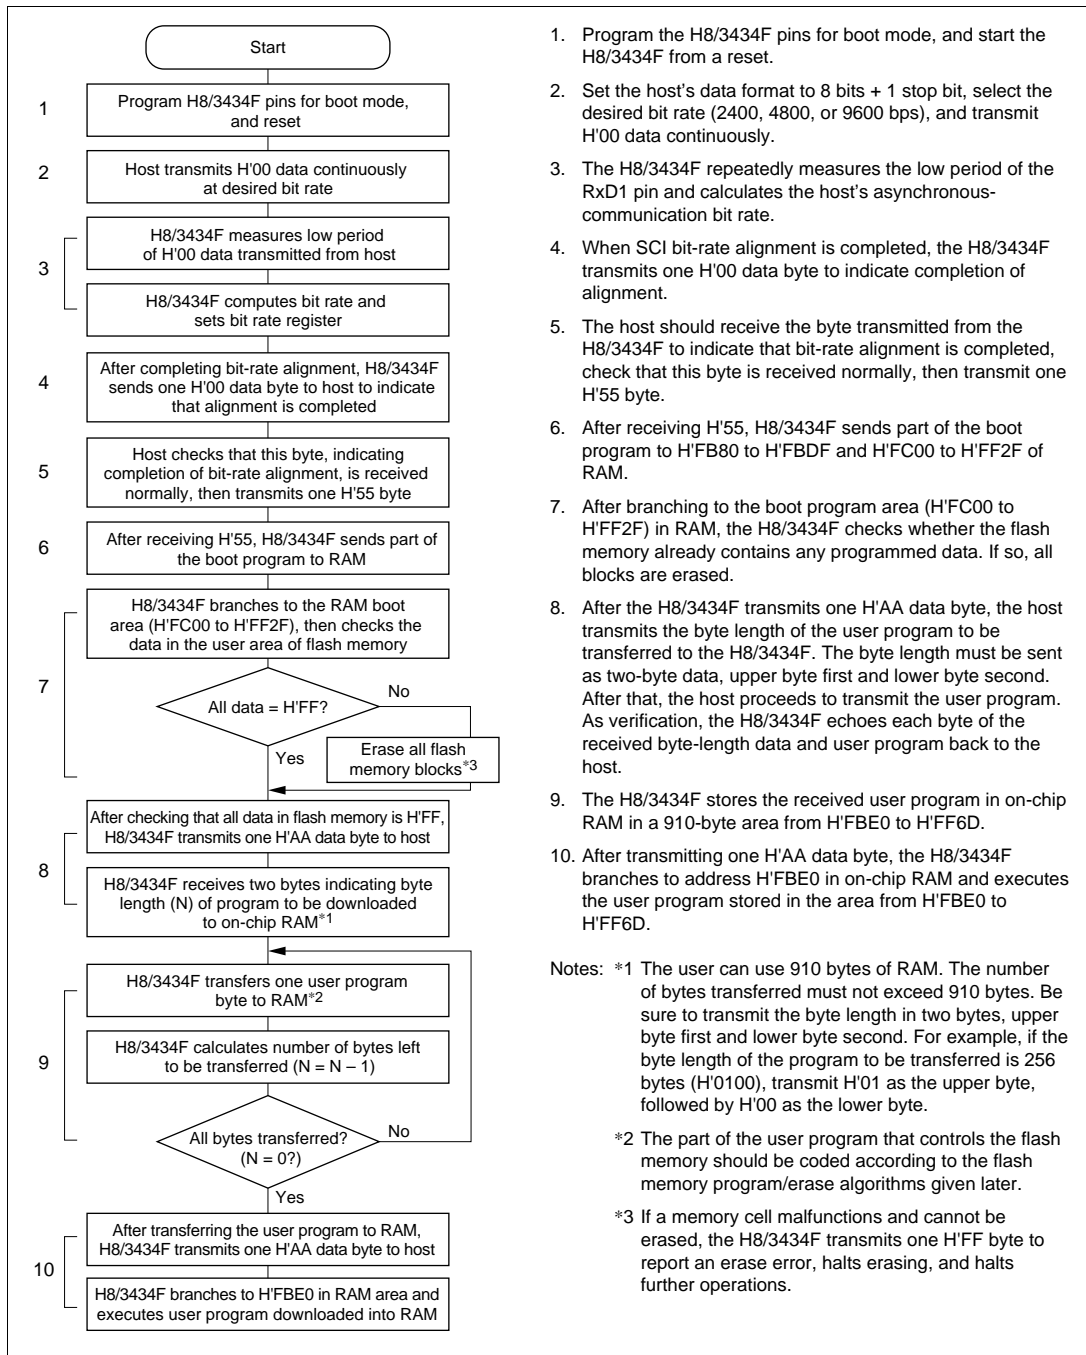 Start
1
Program H8/3434F pins for boot mode,
and reset
2
Host transmits H'00 data continuously
at desired bit rate
3
H8/3434F measures low period
of H'00 data transmitted from host
H8/3434F computes bit rate and
sets bit rate register
4
After completing bit-rate alignment, H8/3434F
sends one H'00 data byte to host to indicate
that alignment is completed
5
Host checks that this byte, indicating
completion of bit-rate alignment, is received
normally, then transmits one H'55 byte
6
After receiving H'55, H8/3434F sends part of
the boot program to RAM
7
H8/3434F branches to the RAM boot
area (H'FC00 to H'FF2F), then checks the
data in the user area of flash memory
All data = H'FF?
No
Yes
Erase all flash
memory blocks*3
8
After checking that all data in flash memory is H'FF,
H8/3434F transmits one H'AA data byte to host
H8/3434F receives two bytes indicating byte
length (N) of program to be downloaded
to on-chip RAM*1
9
H8/3434F transfers one user program
byte to RAM*2
H8/3434F calculates number of bytes left
to be transferred (N = N – 1)
All bytes transferred?
(N = 0?)
No
Yes
10
After transferring the user program to RAM,
H8/3434F transmits one H'AA data byte to host
H8/3434F branches to H'FBE0 in RAM area and
executes user program downloaded into RAM
1. Program the H8/3434F pins for boot mode, and start the
H8/3434F from a reset.
2. Set the host's data format to 8 bits + 1 stop bit, select the
desired bit rate (2400, 4800, or 9600 bps), and transmit
H'00 data continuously.
3. The H8/3434F repeatedly measures the low period of the
RxD1 pin and calculates the host's asynchronous-
communication bit rate.
4. When SCI bit-rate alignment is completed, the H8/3434F
transmits one H'00 data byte to indicate completion of
alignment.
5. The host should receive the byte transmitted from the
H8/3434F to indicate that bit-rate alignment is completed,
check that this byte is received normally, then transmit one
H'55 byte.
6. After receiving H'55, H8/3434F sends part of the boot
program to H'FB80 to H'FBDF and H'FC00 to H'FF2F of
RAM.
7. After branching to the boot program area (H'FC00 to
H'FF2F) in RAM, the H8/3434F checks whether the flash
memory already contains any programmed data. If so, all
blocks are erased.
8. After the H8/3434F transmits one H'AA data byte, the host
transmits the byte length of the user program to be
transferred to the H8/3434F. The byte length must be sent
as two-byte data, upper byte first and lower byte second.
After that, the host proceeds to transmit the user program.
As verification, the H8/3434F echoes each byte of the
received byte-length data and user program back to the
host.
9. The H8/3434F stores the received user program in on-chip
RAM in a 910-byte area from H'FBE0 to H'FF6D.
10. After transmitting one H'AA data byte, the H8/3434F
branches to address H'FBE0 in on-chip RAM and executes
the user program stored in the area from H'FBE0 to
H'FF6D.
Notes: *1 The user can use 910 bytes of RAM. The number
of bytes transferred must not exceed 910 bytes. Be
sure to transmit the byte length in two bytes, upper
byte first and lower byte second. For example, if the
byte length of the program to be transferred is 256
bytes (H'0100), transmit H'01 as the upper byte,
followed by H'00 as the lower byte.
*2 The part of the user program that controls the flash
memory should be coded according to the flash
memory program/erase algorithms given later.
*3 If a memory cell malfunctions and cannot be
erased, the H8/3434F transmits one H'FF byte to
report an erase error, halts erasing, and halts
further operations.